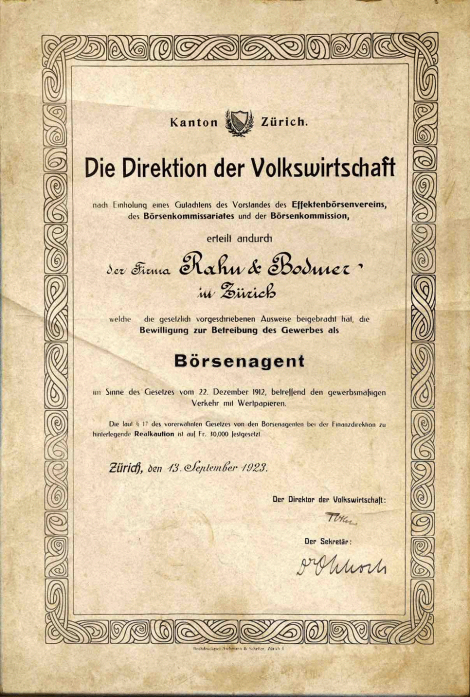 Kanton Zürich.
Die Direktion der Volkswirtschaft
nach Einholung eines Gutachtens des Vorstandes des Effektenbörsenvereins,
des Börsenkommissariates und der Börsenkommission,
erteilt andurch
der Firma Rahn & Bodmer
in Zürich
welche die gesetzlich vorgeschriebenen Ausweise beigebracht hat, die
Bewilligung zur Betreibung des Gewerbes als
Börsenagent
im Sinne des Gesetzes vom 22. Dezember 1912, betreffend den gewerbsmäßigen
Verkehr mit Wertpapieren.
Die laut § 17 des vorerwähnten Gesetzes von den Börsenagenten bei der Finanzdirektion zu
hinterlegende Realkaution ist auf Fr. 10,000 festgesetzt.
Zürich, den 13. September 1923.
Der Direktor der Volkswirtschaft:
Der Sekretär: